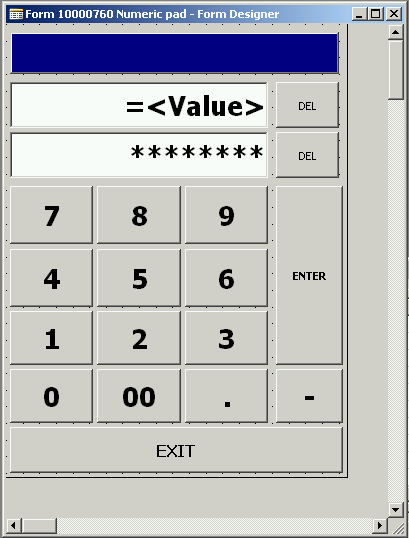 Form 10000760 Numeric pad - Form Designer
=<Value> DEL
******** DEL
7 8 9
4 5 6 ENTER
1 2 3
0 00 . -
EXIT